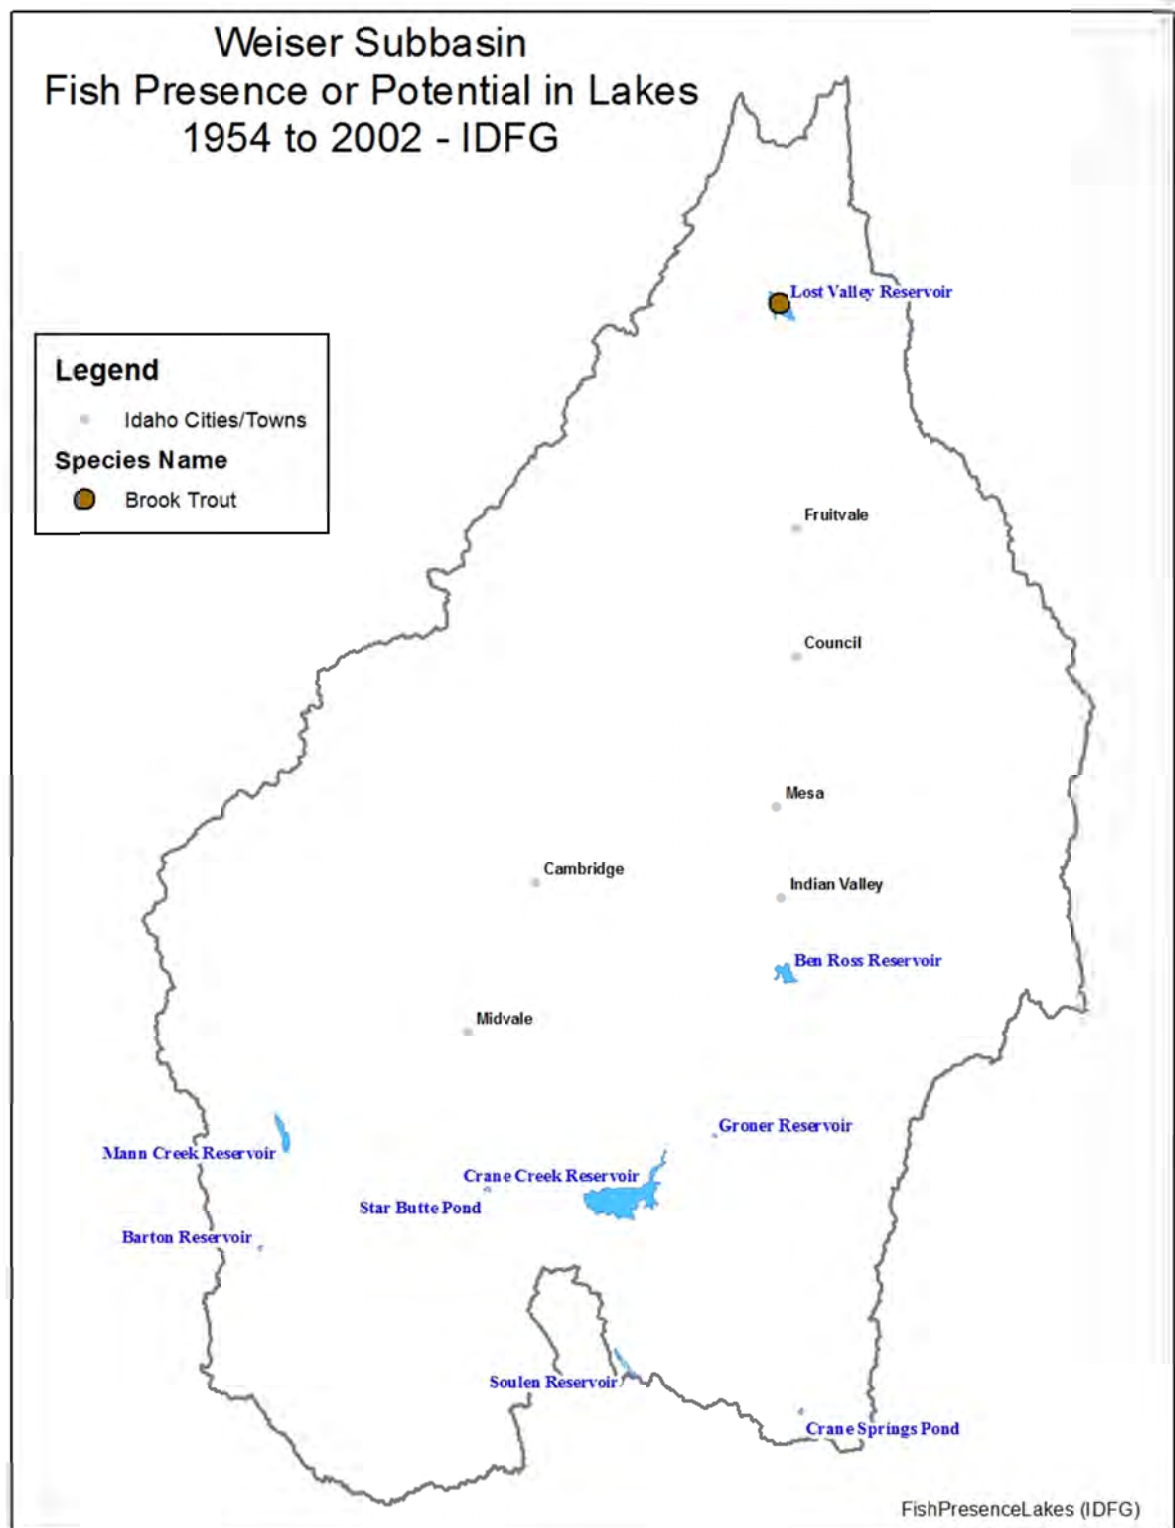 Weiser Subbasin
Fish Presence or Potential in Lakes
1954 to 2002 - IDFG
Lost Valley Reservoir
Legend
Idaho Cities/Towns
Species Name
Brook Trout
Fruitvale
Council
Mesa
Cambridge
Indian Valley
Ben Ross Reservoir
Midvale
Groner Reservoir
Mann Creek Reservoir
Crane Creek Reservoir
Star Butte Pond
Barton Reservoir
Soulen Reservoir
Crane Springs Pond
FishPresenceLakes (IDFG)